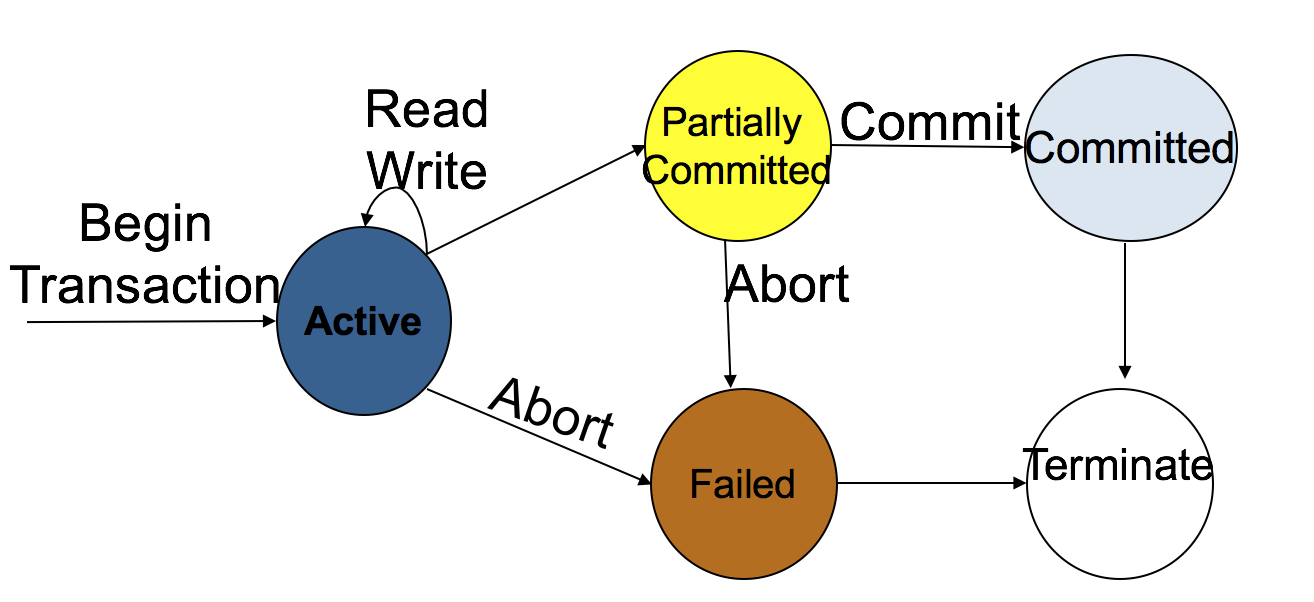 Read
Write
Begin
Transaction
Active
Partially
Committed
Commit
Committed
Abort
Abort
Failed
Terminate